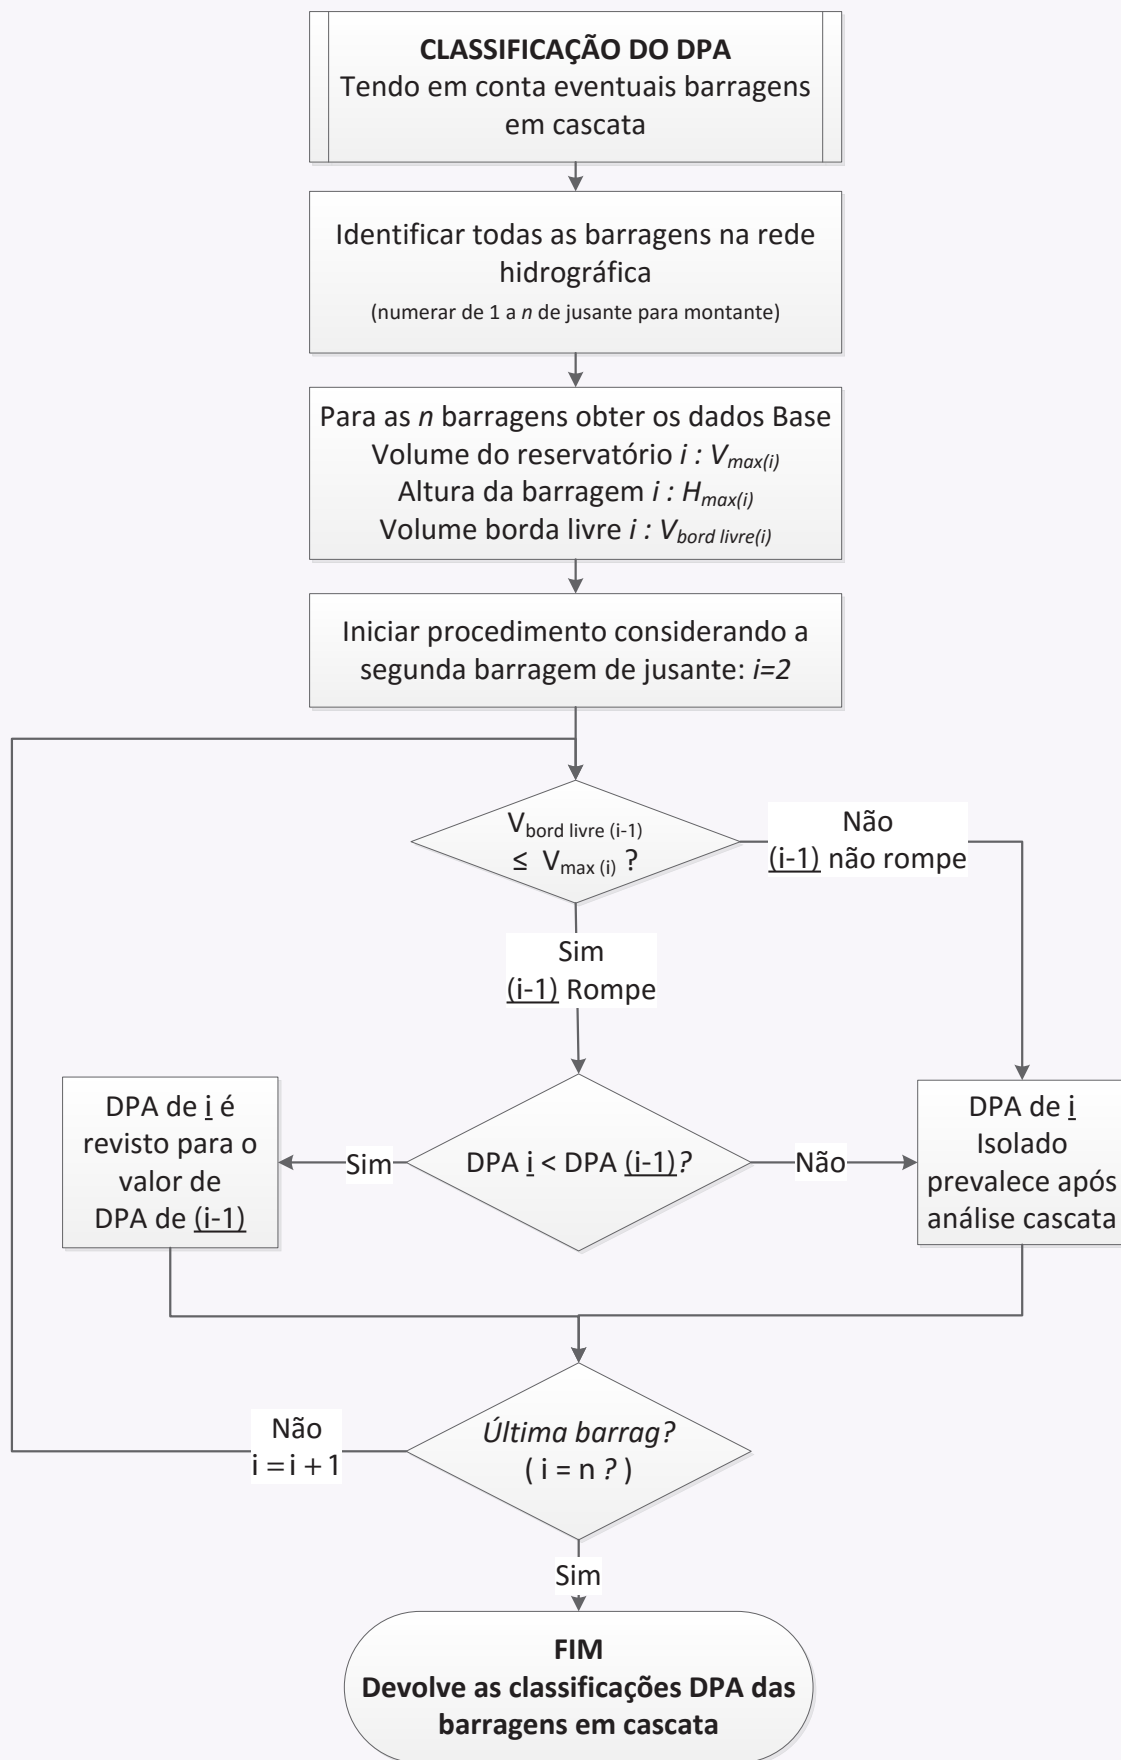 CLASSIFICAÇÃO DO DPA
Tendo em conta eventuais barragens
em cascata
Identificar todas as barragens na rede
hidrográfica
(numerar de 1 a n de jusante para montante)
Para as n barragens obter os dados Base
Volume do reservatório i : Vmax(i)
Altura da barragem i : Hmax(i)
Volume borda livre i : Vbord livre(i)
Iniciar procedimento considerando a
segunda barragem de jusante: i=2
Vbord livre (i-1)
≤ Vmax (i) ?
Não
(i-1) não rompe
Sim
(i-1) Rompe
DPA de i é
revisto para o
valor de
DPA de (i-1)
Sim
DPA i < DPA (i-1)?
Não
DPA de i
Isolado
prevalece após
análise cascata
Não
i = i + 1
Última barrag?
( i = n ? )
Sim
FIM
Devolve as classificações DPA das
barragens em cascata